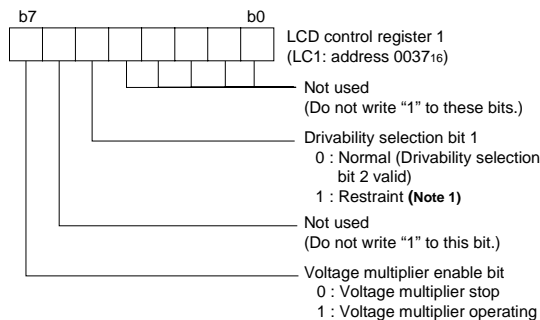 b7 b0
LCD control register 1
(LC1: address 003716)
Not used
(Do not write “1” to these bits.)
Drivability selection bit 1
0 : Normal (Drivability selection
bit 2 valid)
1 : Restraint (Note 1)
Not used
(Do not write “1” to this bit.)
Voltage multiplier enable bit
0 : Voltage multiplier stop
1 : Voltage multiplier operating